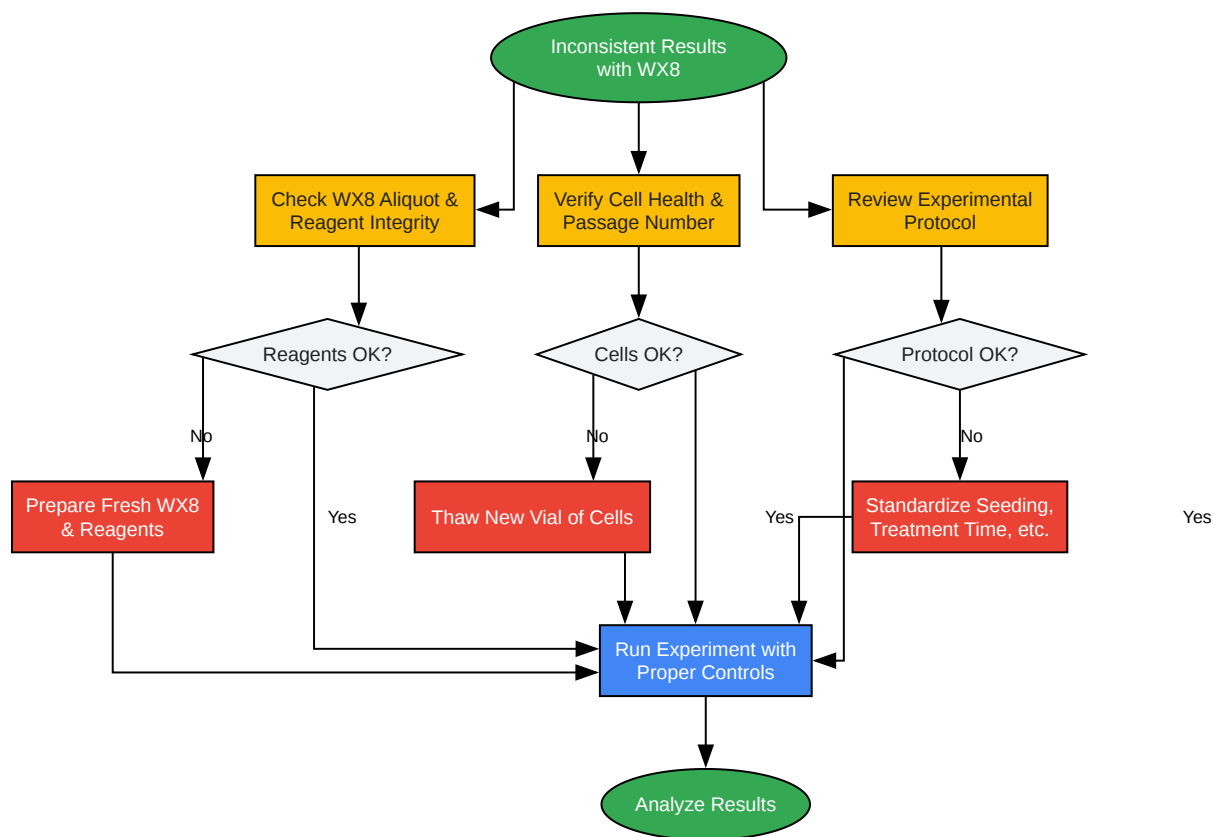 Inconsistent Results
with WX8
Check WX8 Aliquot &
Reagent Integrity
Verify Cell Health &
Passage Number
Review Experimental
Protocol
Reagents OK?
Cells OK?
Protocol OK?
No
No
No
Prepare Fresh WX8
& Reagents
Yes
Thaw New Vial of Cells
Yes
Standardize Seeding,
Treatment Time, etc.
Yes
Run Experiment with
Proper Controls
Analyze Results